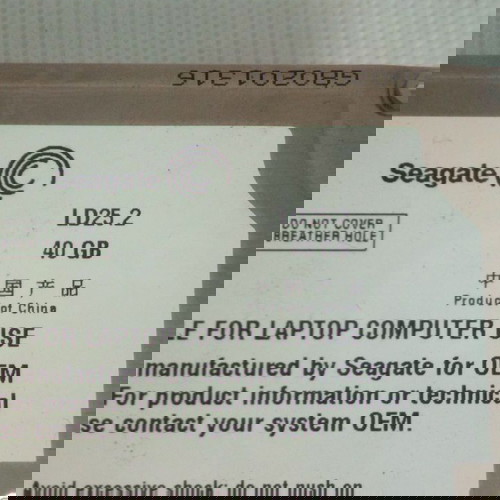 Seagate
LD25.2
40 GB
DO NOT COVER
BREATHER HOLE
中国产品
Product of China
LE FOR LAPTOP COMPUTER USE
manufactured by Seagate for OEM
For product information or technical
se contact your system OEM.
Avoid excessive shock; do not push on